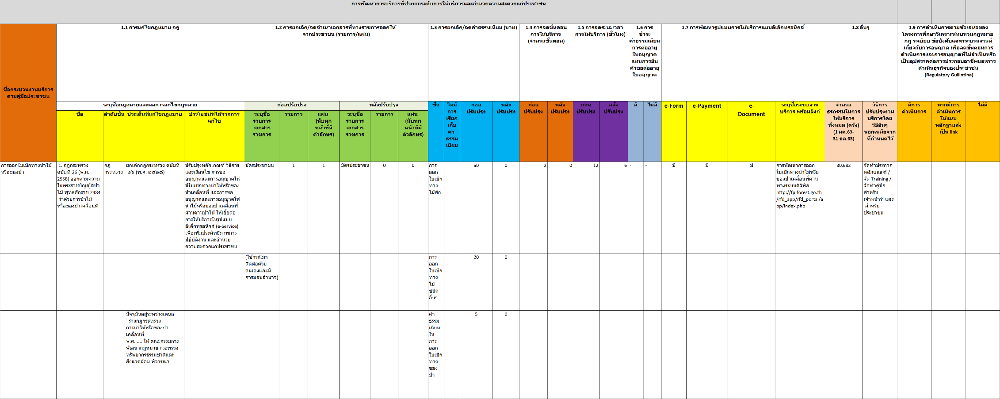 การพัฒนาการบริการที่ช่วยยกระดับการให้บริการและอำนวยความสะดวกแก่ประชาชน
ชื่อกระบวนงานบริการ
ตามคู่มือประชาชน
1.1 การแก้ไขกฎหมาย กฎ
1.2 การยกเลิก/ลดสำเนาเอกสารที่ทางราชการออกให้
จากประชาชน (รายการ/แผ่น)
1.3 การยกเลิก/ลดค่าธรรมเนียม (บาท)
1.4 การลดขั้นตอน
การให้บริการ
(จำนวนขั้นตอน)
1.5 การลดระยะเวลา
การให้บริการ (ชั่วโมง)
1.6 การ
ชำระ
ค่าธรรมเนียม
การต่ออายุ
ใบอนุญาต
แทนการยื่น
คำขอต่ออายุ
ใบอนุญาต
1.7 การพัฒนารูปแบบการให้บริการแบบอิเล็กทรอนิกส์
1.8 อื่นๆ
1.9 การดำเนินการตามข้อเสนอของ
โครงการศึกษาวิเคราะห์ทบทวนกฎหมาย
กฎ ระเบียบ ข้อบังคับและกระบวนงานที่
เกี่ยวกับการอนุญาต เพื่อลดขั้นตอนการ
ดำเนินการและการอนุญาตที่ไม่จำเป็นหรือ
เป็นอุปสรรคต่อการประกอบอาชีพและการ
ดำเนินธุรกิจของประชาชน
(Regulatory Guillotine)
ระบุชื่อกฎหมายและผลการแก้ไขกฎหมาย
ก่อนปรับปรุง
หลังปรับปรุง
ชื่อ
ลำดับชั้น
ประเด็นที่แก้ไขกฎหมาย
ประโยชน์ที่ได้จากการ
แก้ไข
ระบุชื่อ
รายการ
เอกสาร
ราชการ
รายการ
แผ่น
(นับทุก
หน้าที่มี
ตัวอักษร)
ระบุชื่อ
รายการ
เอกสาร
ราชการ
รายการ
แผ่น
(นับทุก
หน้าที่มี
ตัวอักษร)
ชื่อ
ไม่มี
การ
เรียก
เก็บ
ค่า
ธรรม
เนียม
ก่อน
ปรับปรุง
หลัง
ปรับปรุง
ก่อน
ปรับปรุง
หลัง
ปรับปรุง
ก่อน
ปรับปรุง
หลัง
ปรับปรุง
มี
ไม่มี
e-Form
e-Payment
e-
Document
ระบุชื่อระบบงาน
บริการ พร้อมลิงก์
จำนวน
ธุรกรรมในการ
ให้บริการ
ทั้งหมด (ครั้ง)
(1 มค.63-
31 ธค.63)
วิธีการ
ปรับปรุงงาน
บริการโดย
วิธีอื่นๆ
นอกเหนือจาก
ที่กำหนดไว้
มีการ
ดำเนินการ
หากมีการ
ดำเนินการ
ให้แนบ
หลักฐานส่ง
เป็น link
ไม่มี
การออกใบเบิกทางนำไม้
หรือของป่า
1. กฎกระทรวง
ฉบับที่ 26 (พ.ศ.
2558) ออกตามความ
ในพระราชบัญญัติป่า
ไม้ พุทธศักราช 2484
ว่าด้วยการนำไม้
หรือของป่าเคลื่อนที่
กฎ
กระทรวง
ยกเลิกกฎกระทรวง ฉบับที่
๒๖ (พ.ศ. ๒๕๒๘)
ปรับปรุงหลักเกณฑ์ วิธีการ
และเงื่อนไข การขอ
อนุญาตและการอนุญาตให้
มีใบเบิกทางนำไม้หรือของ
ป่าเคลื่อนที่ และการขอ
อนุญาตและการอนุญาตให้
นำไม้หรือของป่าเคลื่อนที่
ผ่านด่านป่าไม้ ให้เอื้อต่อ
การให้บริการในรูปแบบ
อิเล็กทรอนิกส์ (e-Service)
เพื่อเพิ่มประสิทธิภาพการ
ปฏิบัติงาน และอำนวย
ความสะดวกแก่ประชาชน
บัตรประชาชน
1
1
บัตรประชาชน
0
0
การ
ออก
ใบเบิก
ทาง
ไม้สัก
50
0
2
0
12
6
-
-
มี
มี
มี
การพัฒนาการออก
ใบเบิกทางนำไม้หรือ
ของป่าเคลื่อนที่ผ่าน
ทางระบบดิจิทัล
http://fp.forest.go.th
/rfd_app/rfd_portal/a
pp/index.php
30,682
จัดทำประกาศ
หลักเกณฑ์ /
จัด Training /
จัดทำคู่มือ
สำหรับ
เจ้าหน้าที่ และ
สำหรับ
ประชาชน
(ใช้กรณีมา
ติดต่อด้วย
ตนเองและมี
การมอบอำนาจ)
การ
ออก
ใบเบิก
ทาง
ไม้
ชนิด
อื่นๆ
20
0
ปัจจุบันอยู่ระหว่างเสนอ
ร่างกฎกระทรวง
การนำไม้หรือของป่า
เคลื่อนที่
พ.ศ. .... ให้ คณะกรรมการ
พัฒนากฎหมาย กระทรวง
ทรัพยากรธรรมชาติและ
สิ่งแวดล้อม พิจารณา
ค่า
ธรรม
เนียม
ใน
การ
ออก
ใบเบิก
ทาง
ของ
ป่า
5
0